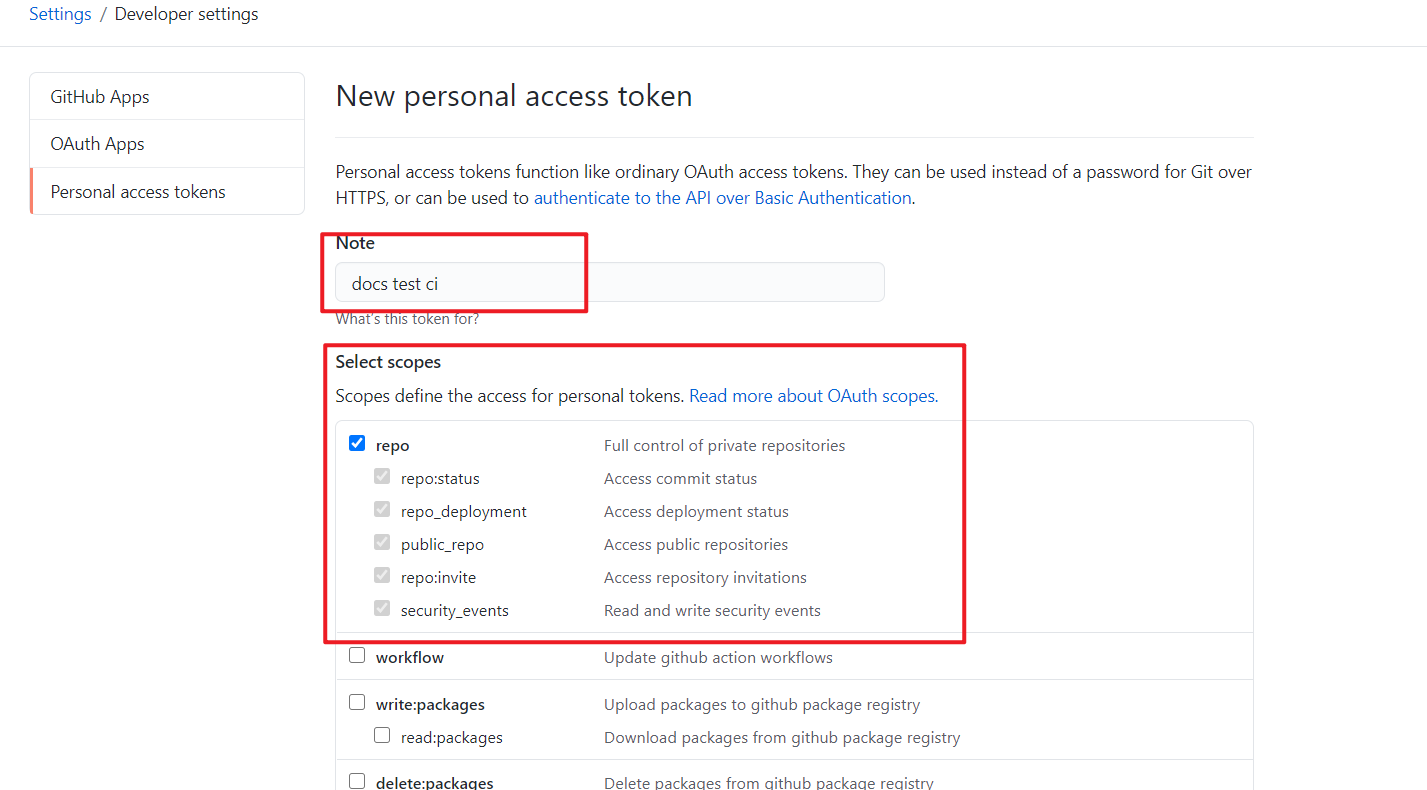 Settings / Developer settings
GitHub Apps
OAuth Apps
Personal access tokens
New personal access token
Personal access tokens function like ordinary OAuth access tokens. They can be used instead of a password for Git over
HTTPS, or can be used to authenticate to the API over Basic Authentication.
Note
docs test ci
What's this token for?
Select scopes
Scopes define the access for personal tokens. Read more about OAuth scopes.
repo Full control of private repositories
repo:status Access commit status
repo_deployment Access deployment status
public_repo Access public repositories
repo:invite Access repository invitations
security_events Read and write security events
workflow Update github action workflows
write:packages Upload packages to github package registry
read:packages Download packages from github package registry
delete:packages Delete packages from github package registry